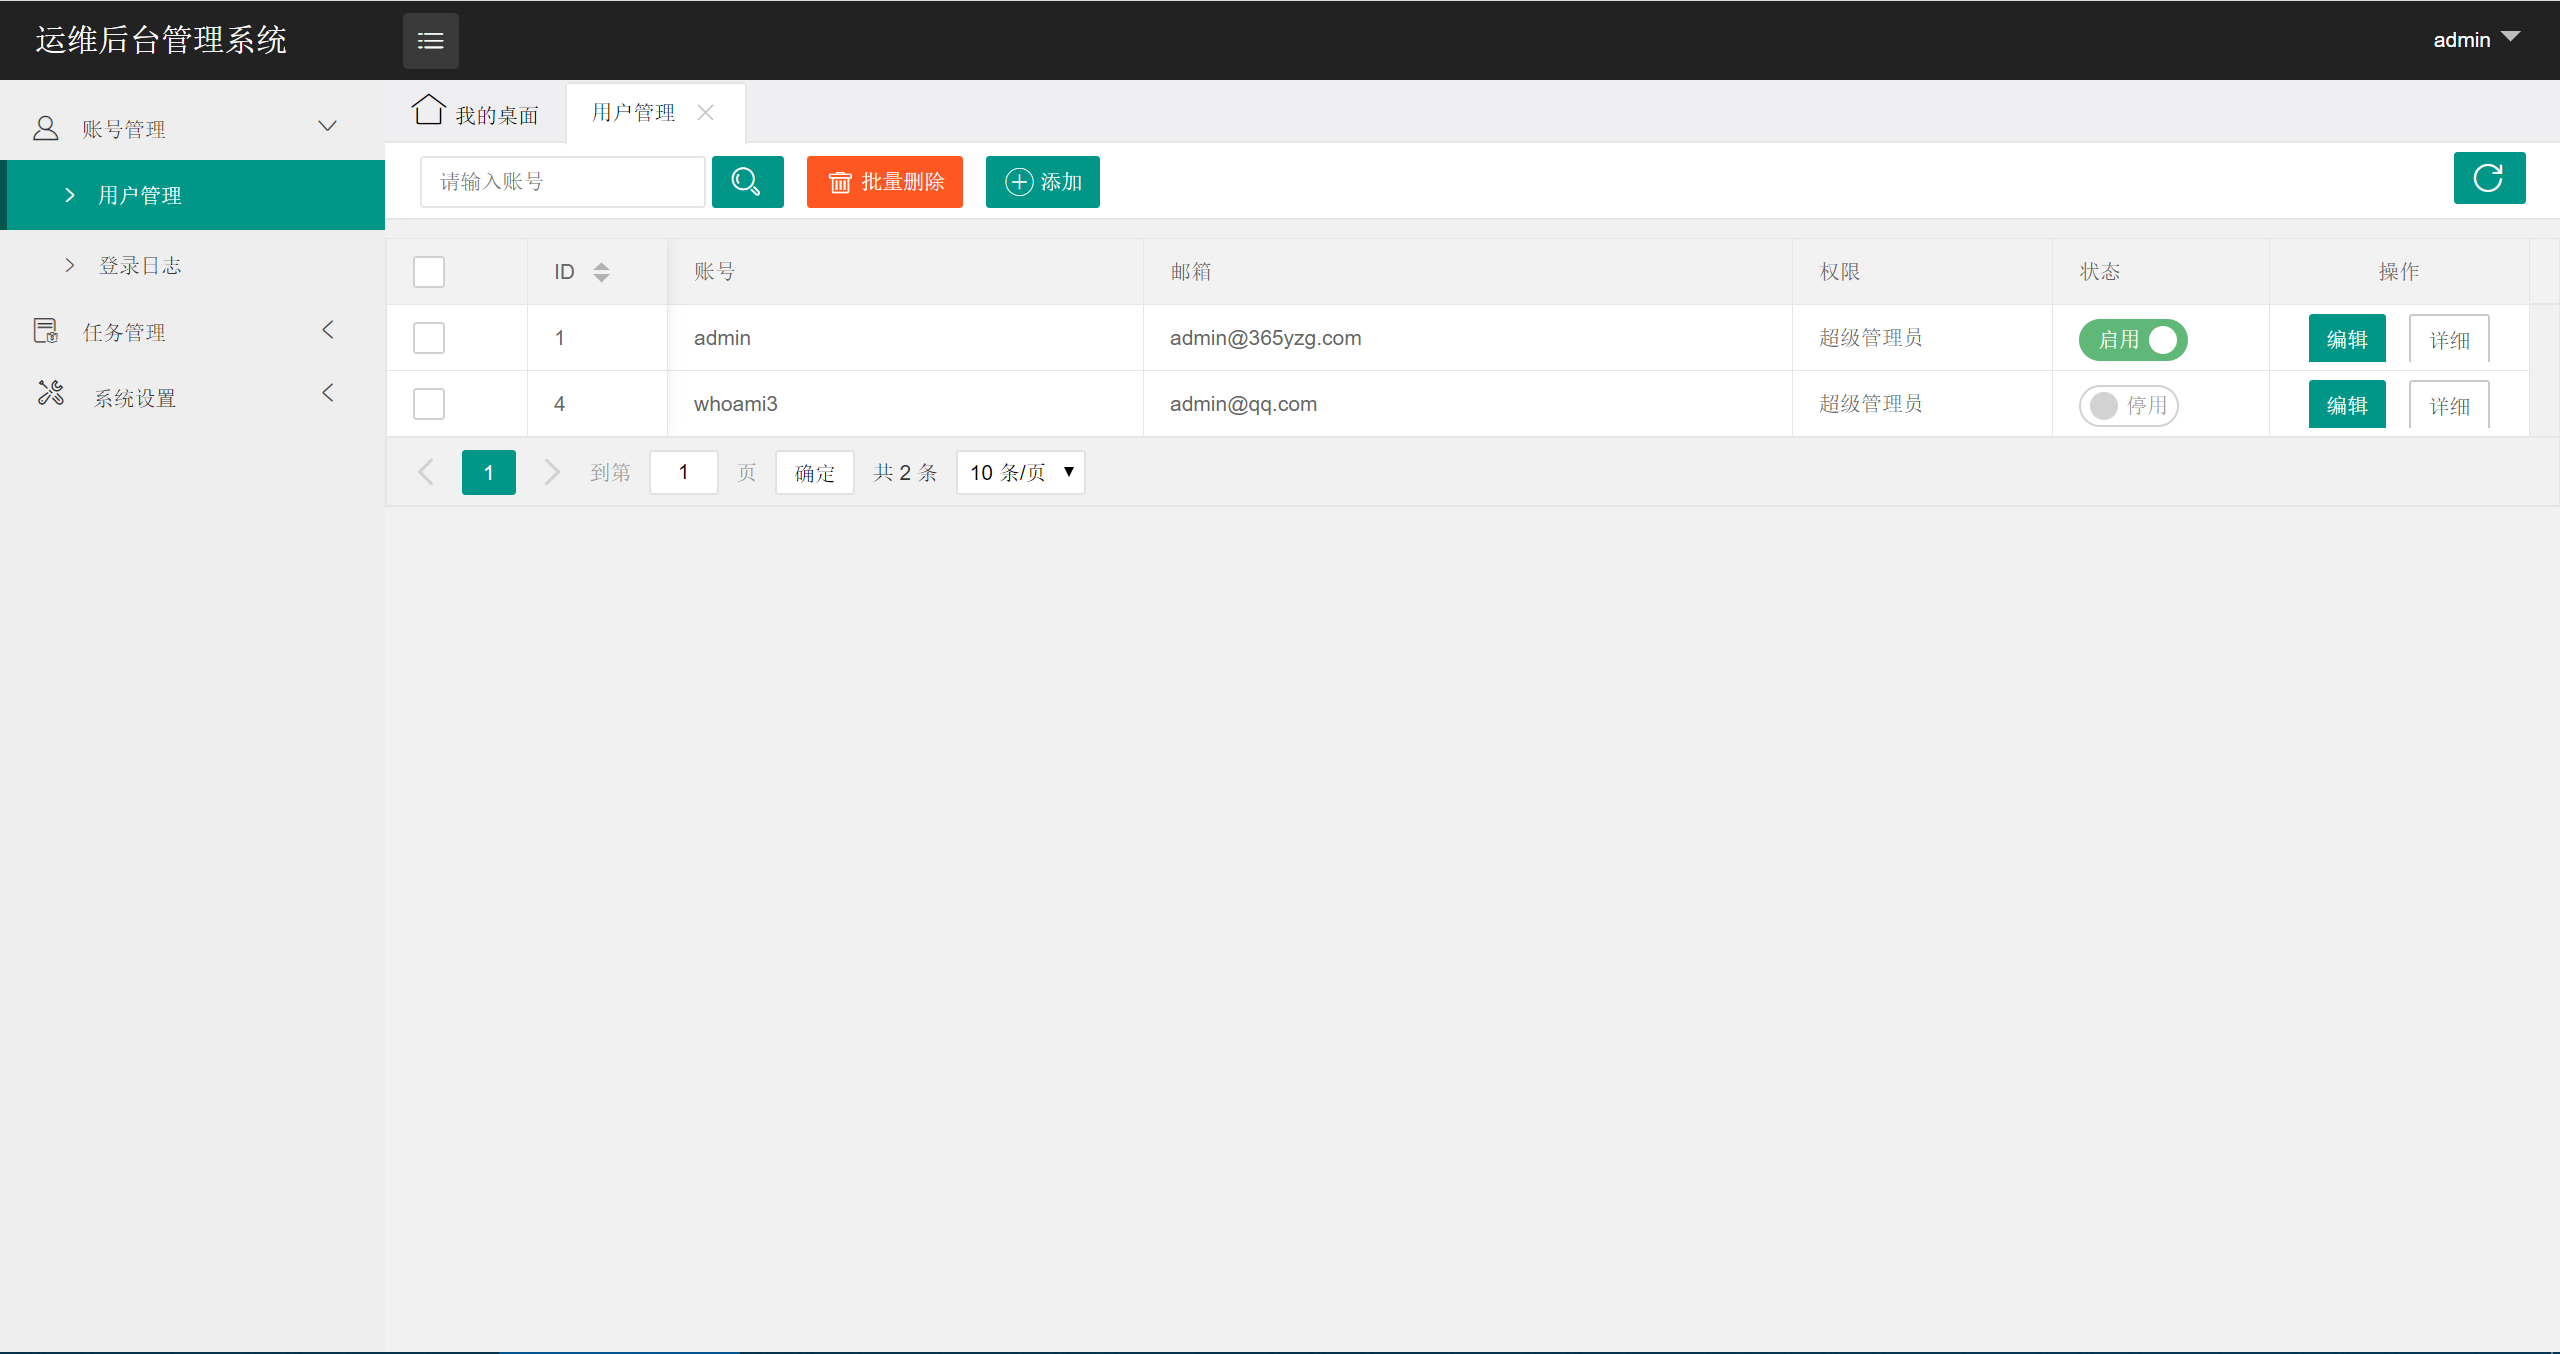 运维后台管理系统
admin
账号管理
用户管理
登录日志
任务管理
系统设置
我的桌面 用户管理
请输入账号 批量删除 添加
ID 账号 邮箱 权限 状态 操作
1 admin admin@365yzg.com 超级管理员 启用 编辑 详细
4 whoami3 admin@qq.com 超级管理员 停用 编辑 详细
1 到第 1 页 确定 共 2 条 10 条/页